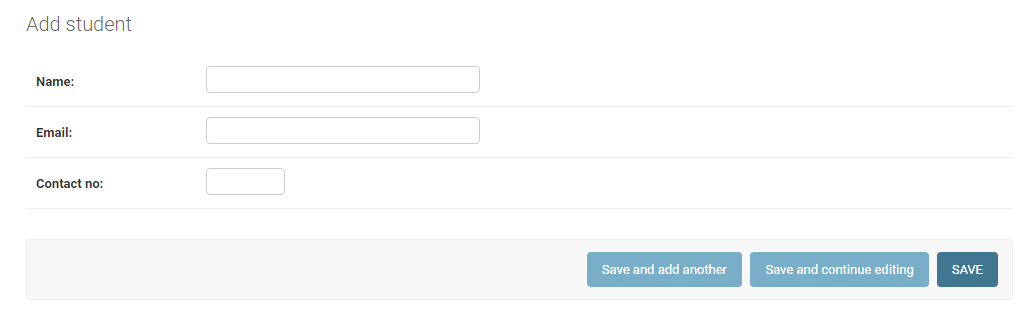 Add student
Name:
Email:
Contact no:
Save and add another
Save and continue editing
SAVE